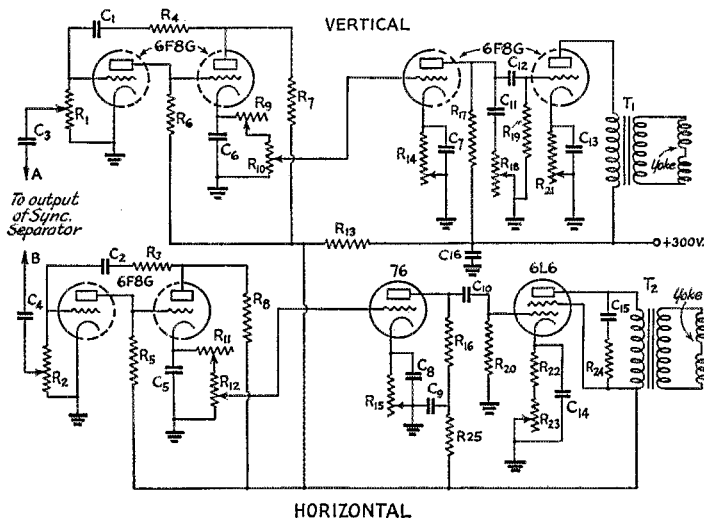 VERTICAL
C1
R4
6F8G
6F8G
C12
R1
R6
R9
R7
C6
R10
C3
A
To output
of Sync.
Separator
R17
C11
R19
R14
C7
R18
R21
C13
T1
Yoke
R13
+300V.
C16
B
C2
R3
6F8G
C4
R2
R5
C5
R11
R12
R8
76
C10
6L6
T2
Yoke
C15
R16
R20
R24
R15
C8
C9
R22
R23
C14
R25
HORIZONTAL